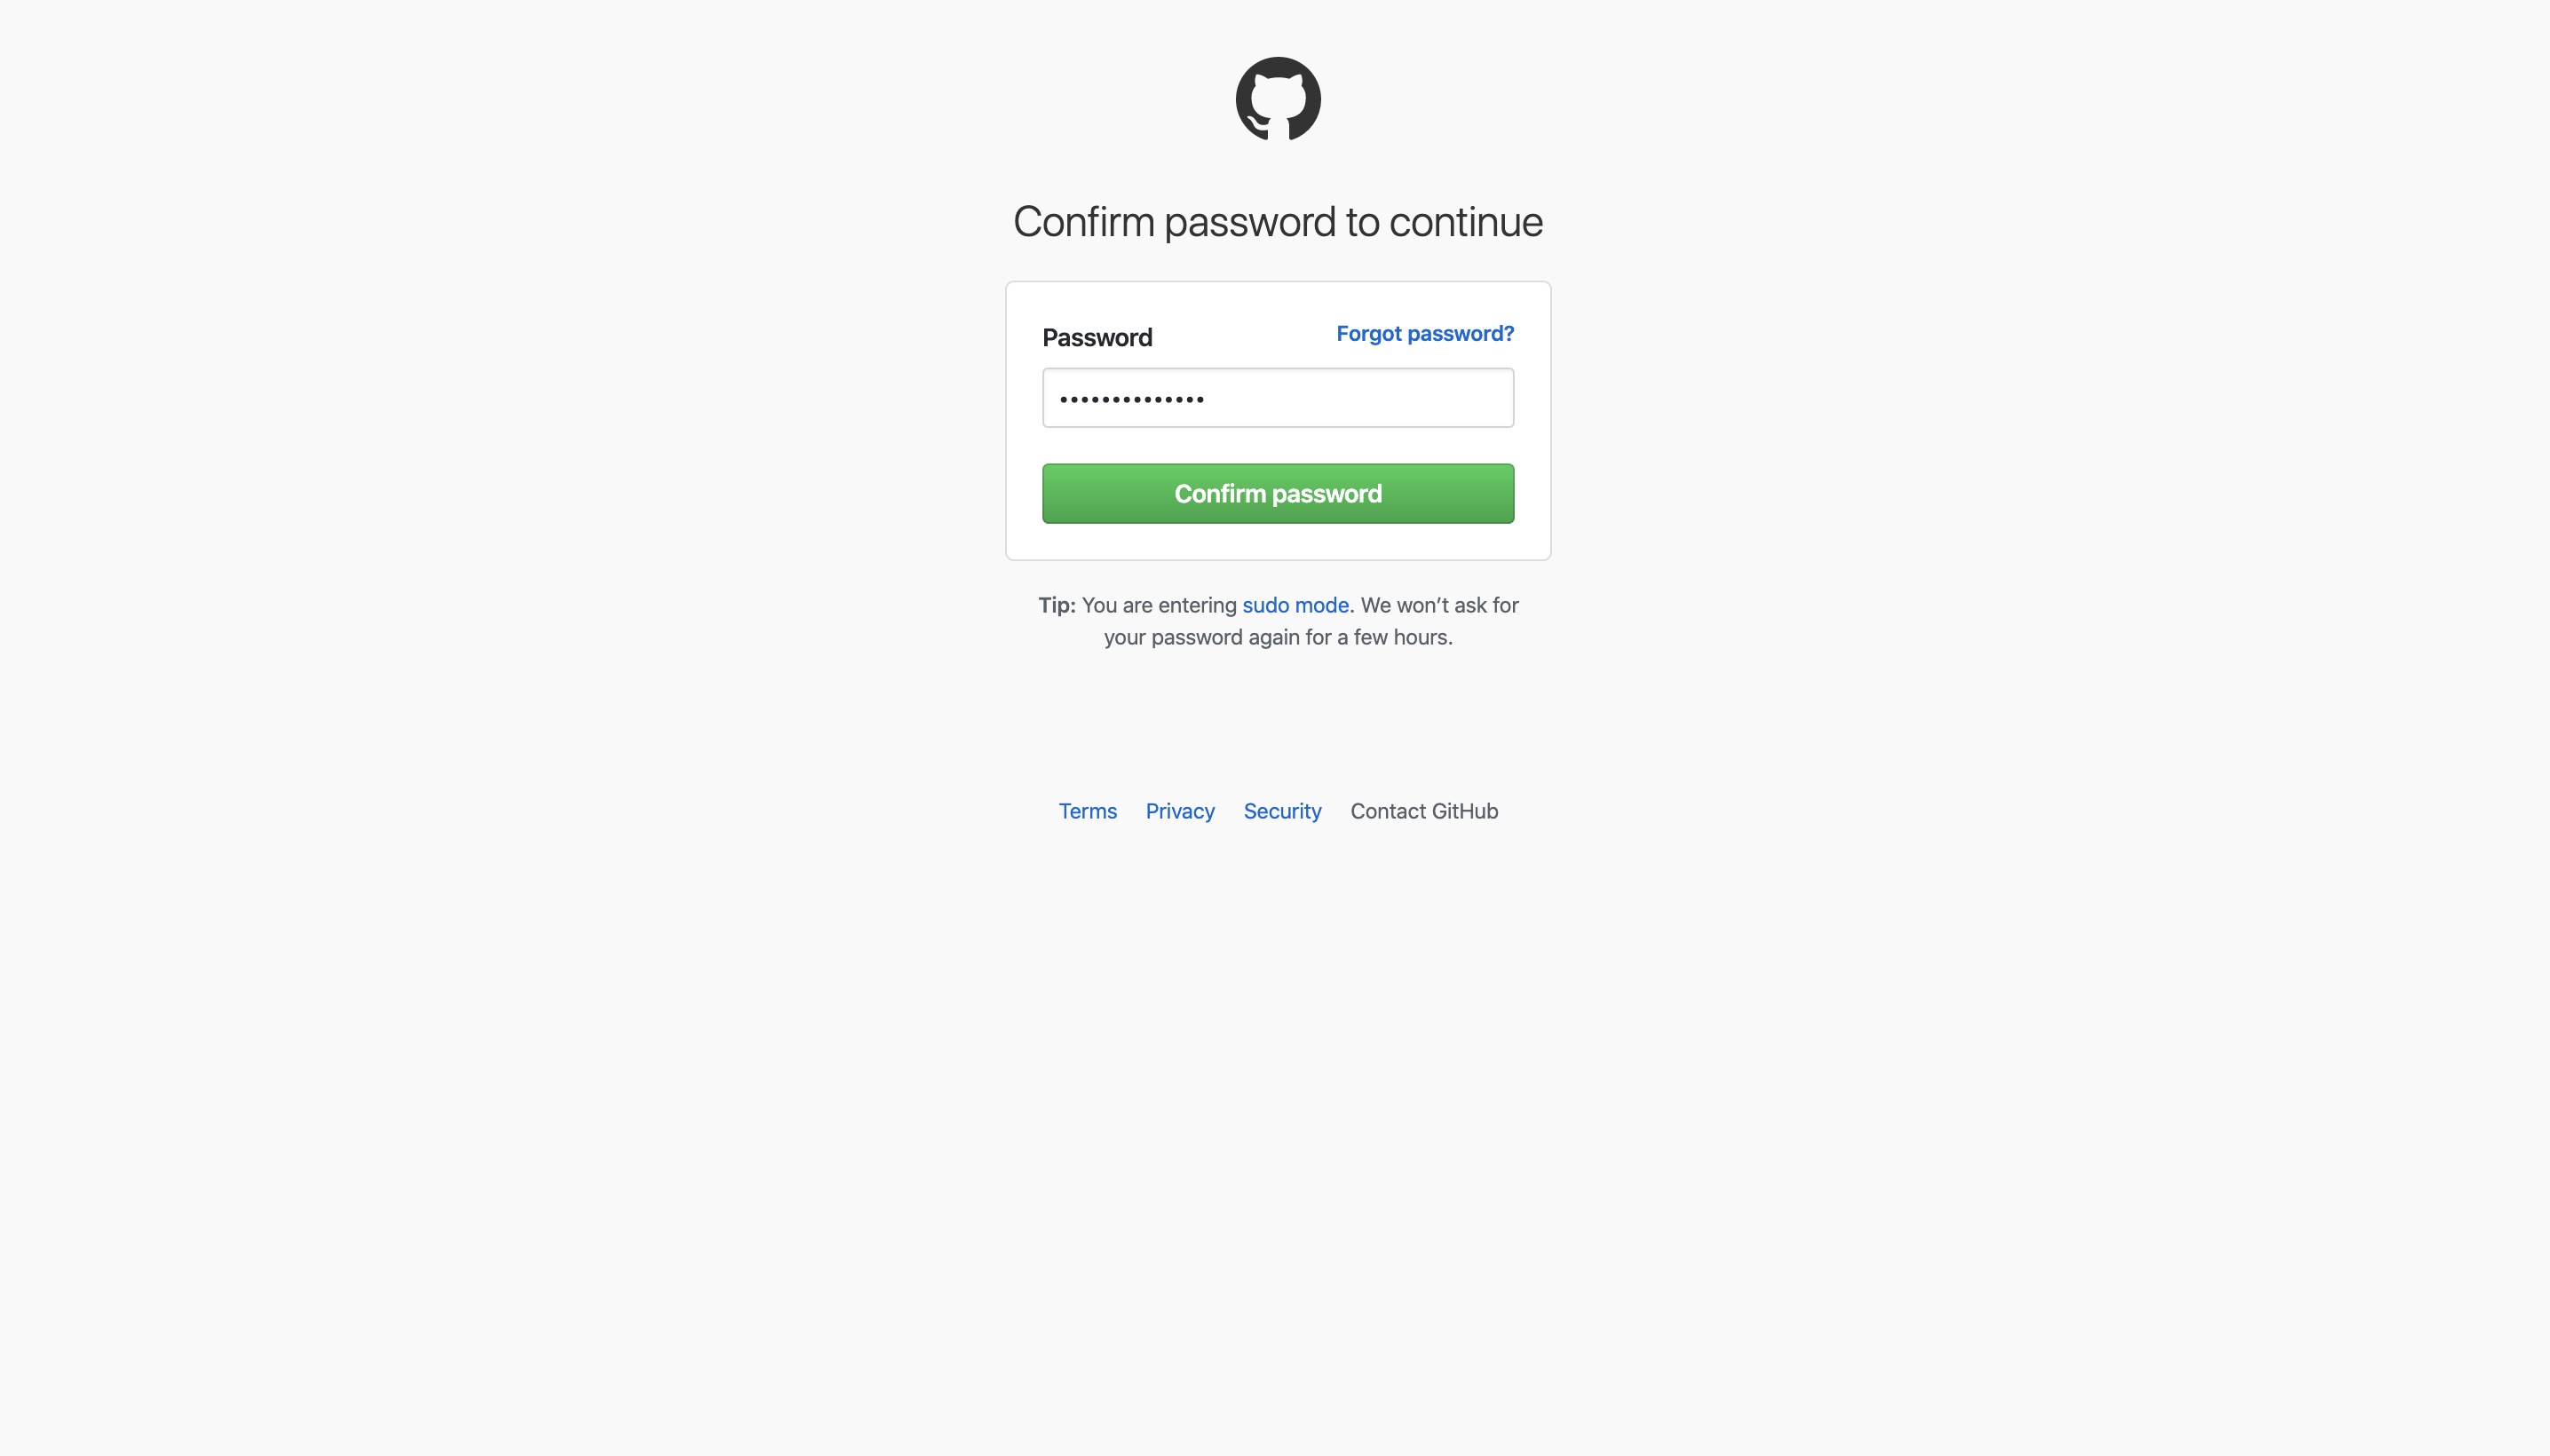 Confirm password to continue
Password
Forgot password?
••••••••••••••
Confirm password
Tip: You are entering sudo mode. We won’t ask for
your password again for a few hours.
Terms Privacy Security Contact GitHub